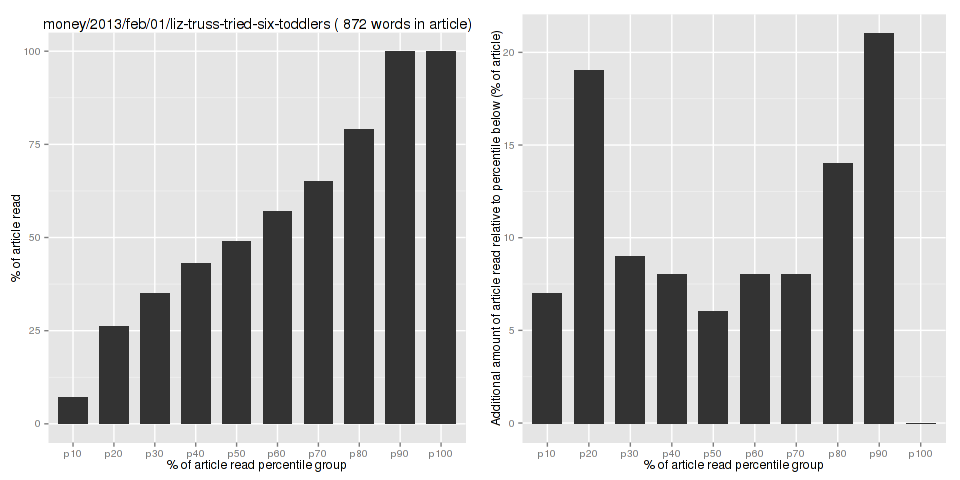 money/2013/feb/01/liz-truss-tried-six-toddlers ( 872 words in article)
% of article read
100
75
50
25
0
p10 p20 p30 p40 p50 p60 p70 p80 p90 p100
% of article read percentile group
Additional amount of article read relative to percentile below (% of article)
20
15
10
5
0
p10 p20 p30 p40 p50 p60 p70 p80 p90 p100
% of article read percentile group